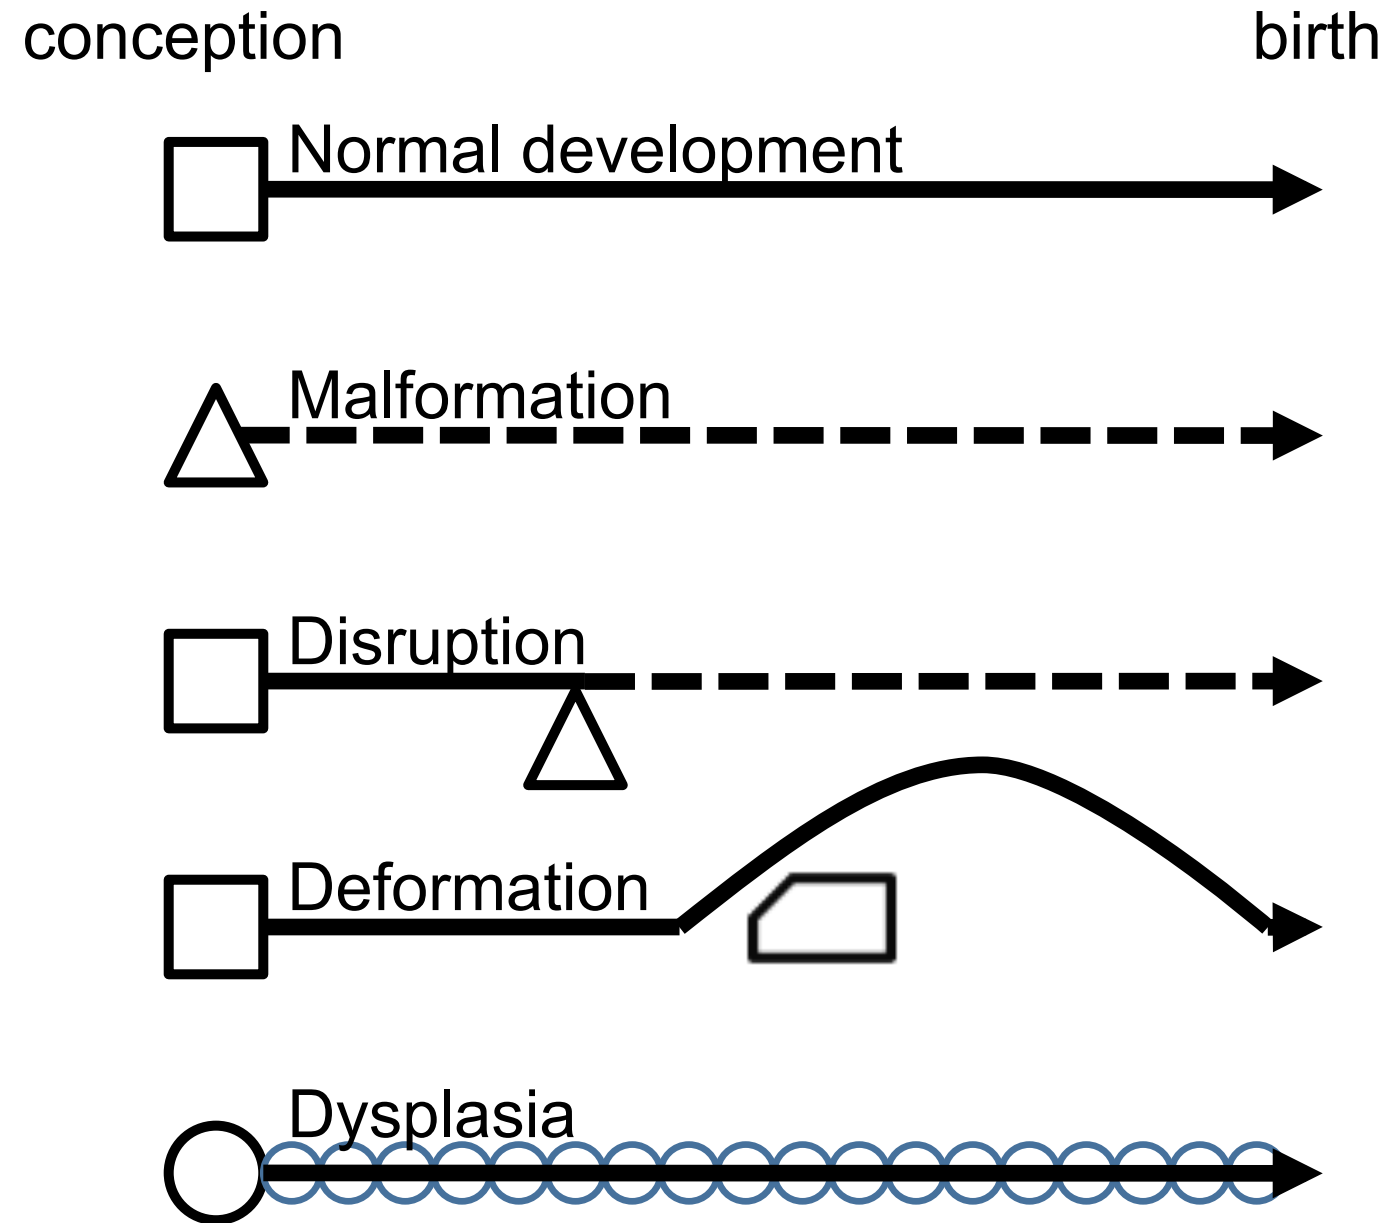 conception birth
Normal development
Malformation
Disruption
Deformation
Dysplasia